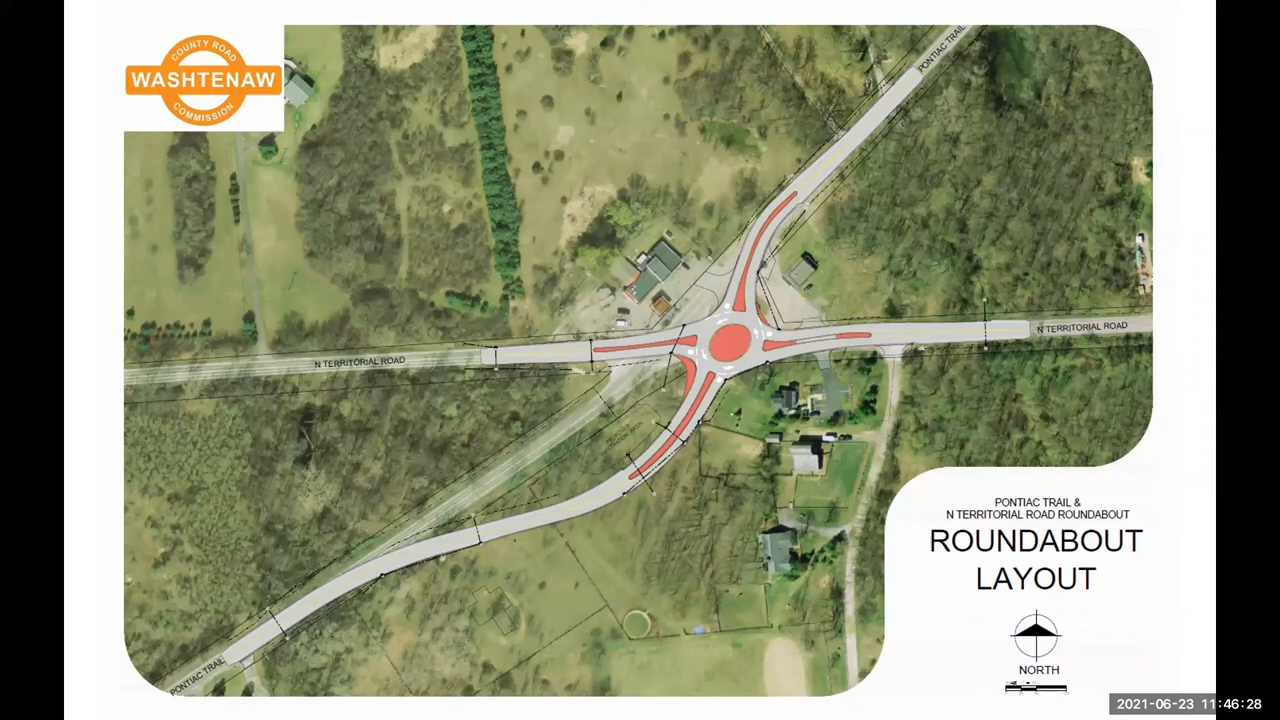 COUNTY ROAD
WASHTENAW
COMMISSION
PONTIAC TRAIL
N TERRITORIAL ROAD
N TERRITORIAL ROAD
PONTIAC TRAIL
PONTIAC TRAIL &
N TERRITORIAL ROAD ROUNDABOUT
ROUNDABOUT
LAYOUT
NORTH
2021-06-23 11:46:28